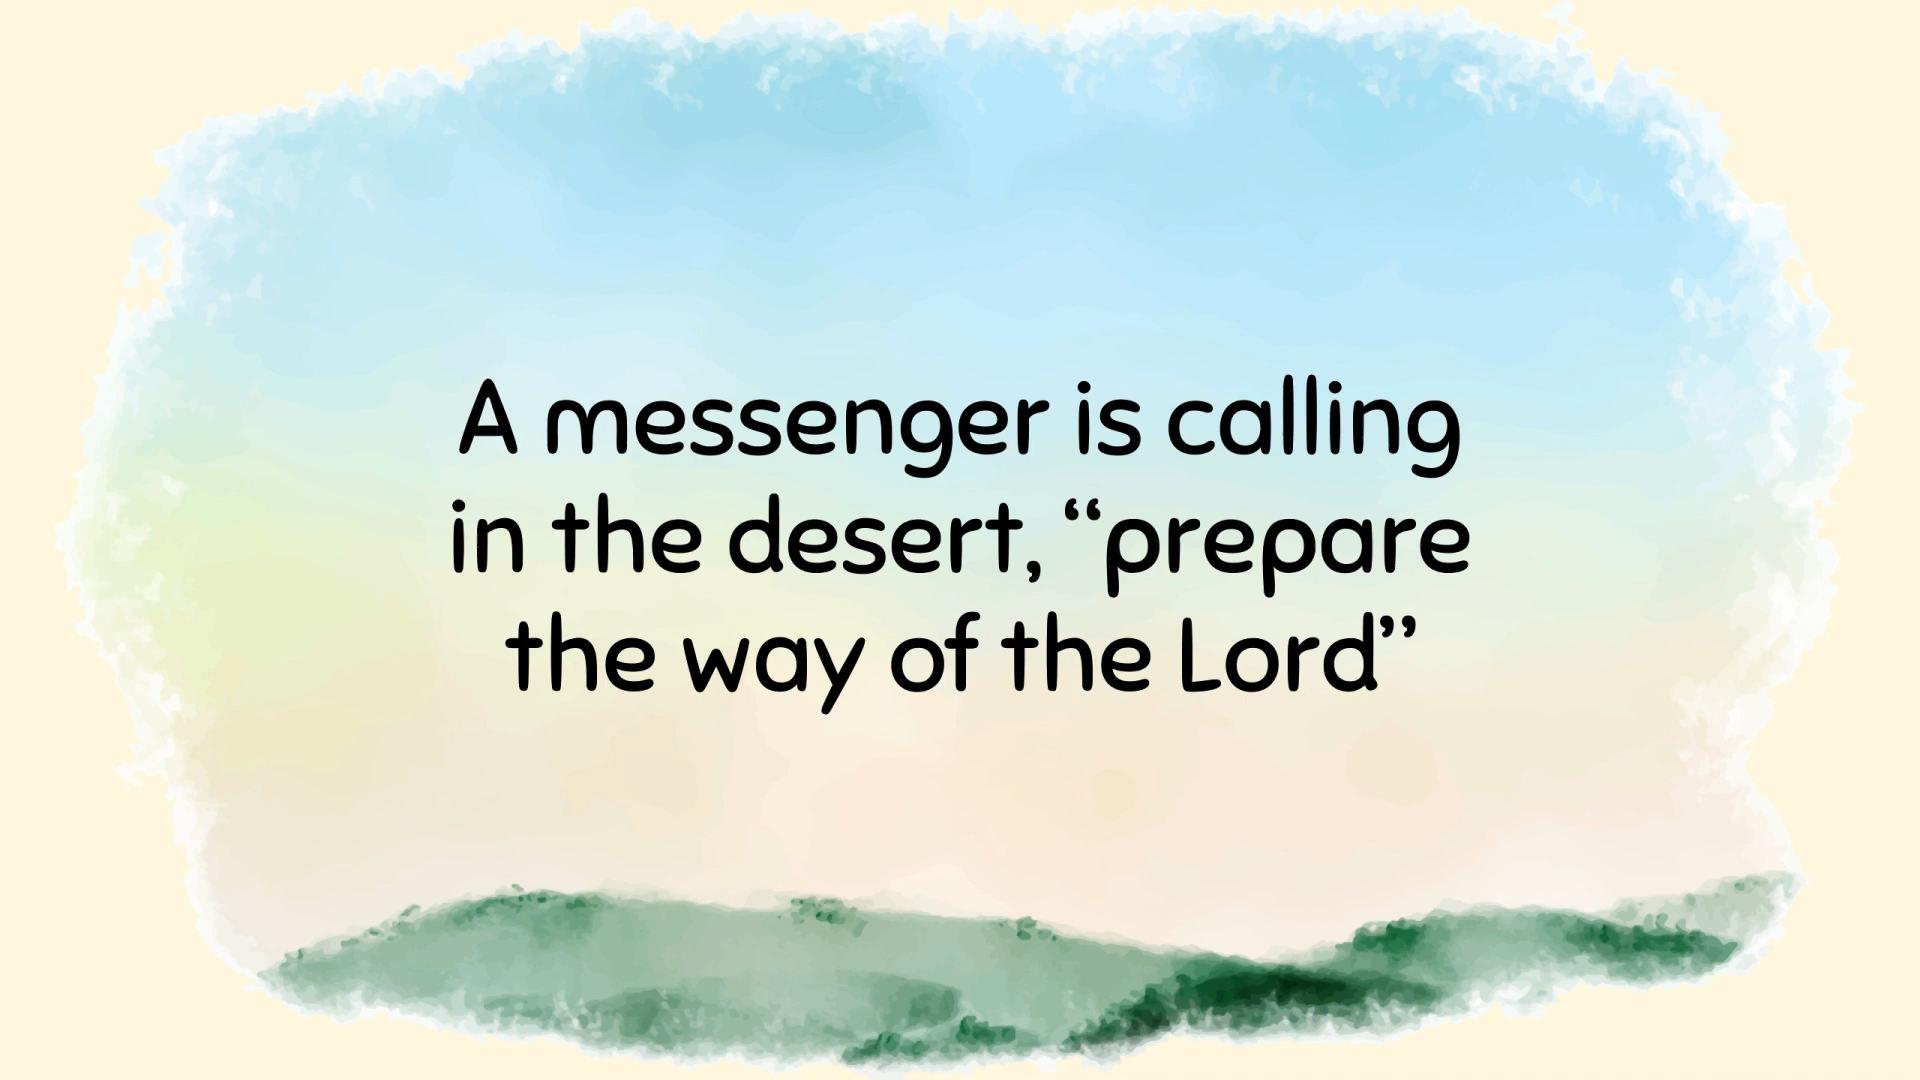 A messenger is calling
in the desert, “prepare
the way of the Lord”